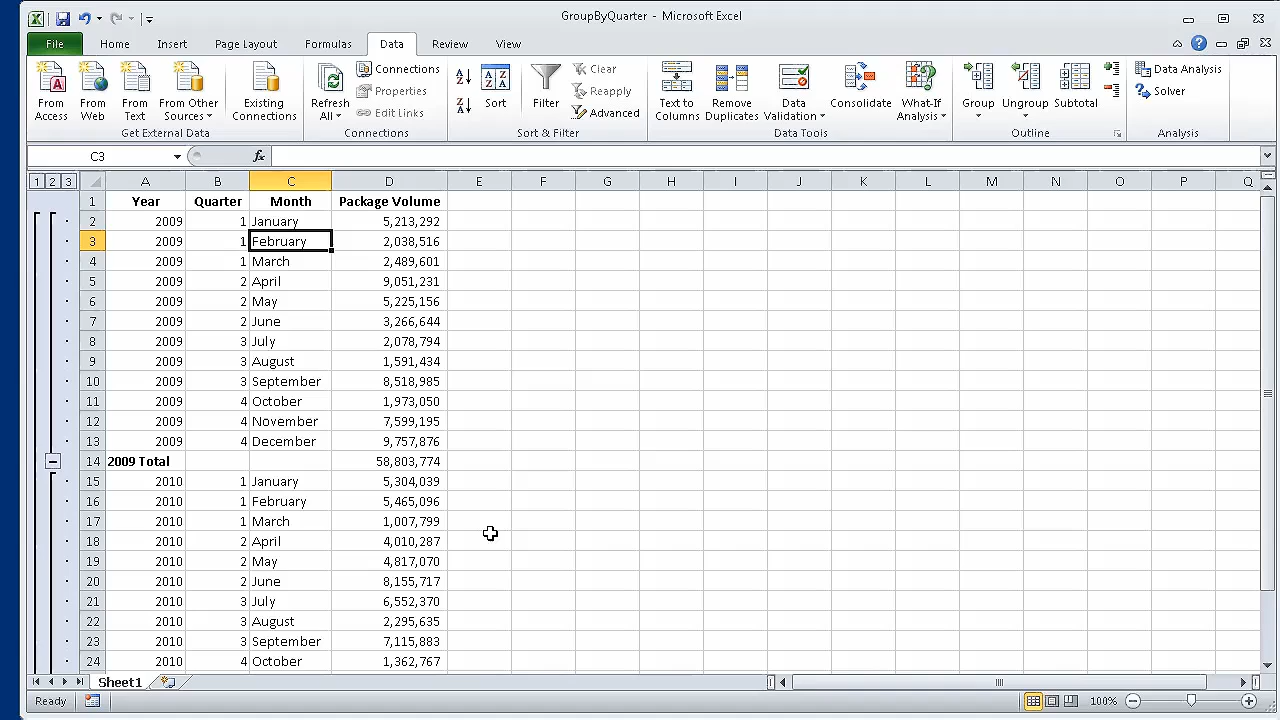 GroupByQuarter - Microsoft Excel
File Home Insert Page Layout Formulas Data Review View
From Access
From Web
From Text
From Other Sources
Existing Connections
Refresh All
Connections
Properties
Edit Links
Sort
Filter
Clear
Reapply
Advanced
Text to Columns
Remove Duplicates
Data Validation
Consolidate
What-If Analysis
Group
Ungroup
Subtotal
Data Analysis
Solver
Get External Data Connections Sort & Filter Data Tools Outline Analysis
C3 fx
1 2 3 A B C D E F G H I J K L M N O P Q
1 Year Quarter Month Package Volume
2 2009 1 January 5,213,292
3 2009 1 February 2,038,516
4 2009 1 March 2,489,601
5 2009 2 April 9,051,231
6 2009 2 May 5,225,156
7 2009 2 June 3,266,644
8 2009 3 July 2,078,794
9 2009 3 August 1,591,434
10 2009 3 September 8,518,985
11 2009 4 October 1,973,050
12 2009 4 November 7,599,195
13 2009 4 December 9,757,876
14 2009 Total 58,803,774
15 2010 1 January 5,304,039
16 2010 1 February 5,465,096
17 2010 1 March 1,007,799
18 2010 2 April 4,010,287
19 2010 2 May 4,817,070
20 2010 2 June 8,155,717
21 2010 3 July 6,552,370
22 2010 3 August 2,295,635
23 2010 3 September 7,115,883
24 2010 4 October 1,362,767
Sheet1
Ready 100%